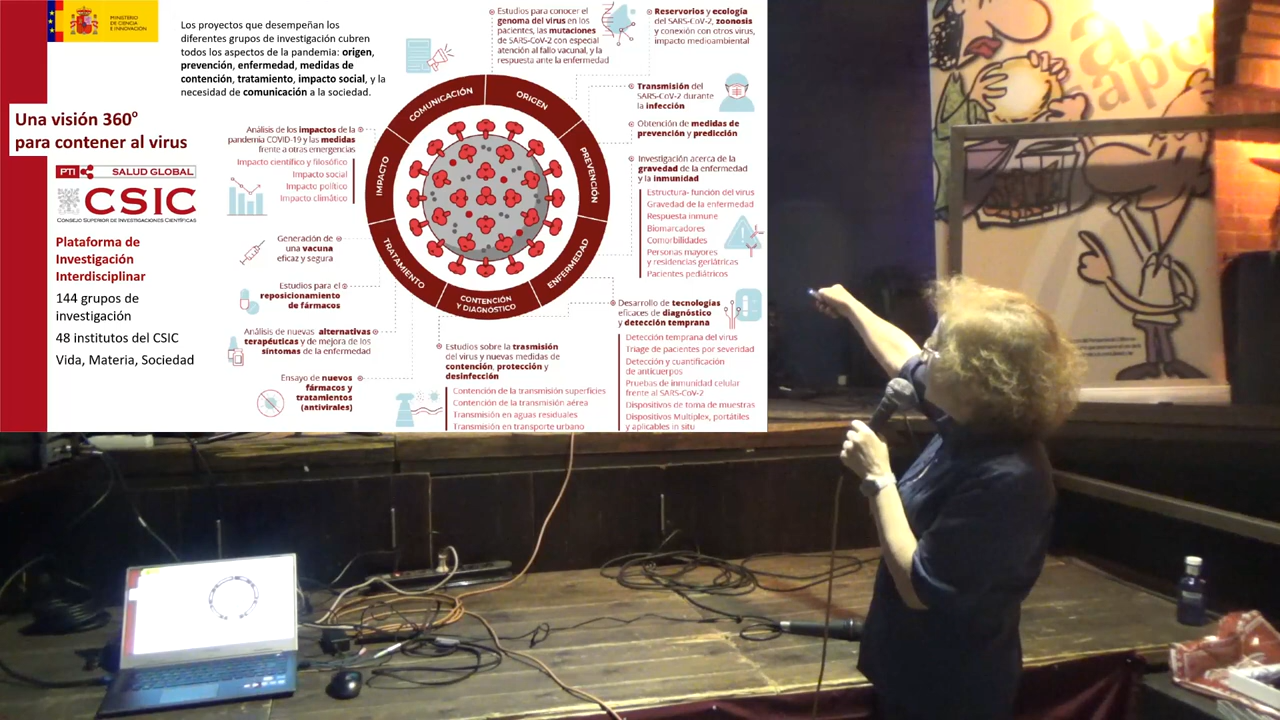 MINISTERIO
DE CIENCIA
E INNOVACIÓN
Los proyectos que desempeñan los
diferentes grupos de investigación cubren
todos los aspectos de la pandemia: origen,
prevención, enfermedad, medidas de
contención, tratamiento, impacto social, y la
necesidad de comunicación a la sociedad.
Una visión 360º
para contener al virus
PTI SALUD GLOBAL
CSIC
CONSEJO SUPERIOR DE INVESTIGACIONES CIENTÍFICAS
Plataforma de
Investigación
Interdisciplinar
144 grupos de
investigación
48 institutos del CSIC
Vida, Materia, Sociedad
COMUNICACIÓN
ORIGEN
PREVENCIÓN
ENFERMEDAD
CONTENCIÓN
Y DIAGNÓSTICO
TRATAMIENTO
IMPACTO
Análisis de los impactos de la
pandemia COVID-19 y las medidas
frente a otras emergencias
Impacto científico y filosófico
Impacto social
Impacto político
Impacto climático
Generación de
una vacuna
eficaz y segura
Estudios para el
reposicionamiento
de fármacos
Análisis de nuevas alternativas
terapéuticas y de mejora de los
síntomas de la enfermedad
Ensayo de nuevos
fármacos y
tratamientos
(antivirales)
Estudios para conocer el
genoma del virus en los
pacientes, las mutaciones
de SARS-CoV-2 con especial
atención al fallo vacunal, y la
respuesta ante la enfermedad
Reservorios y ecología
del SARS-CoV-2, zoonosis
y conexión con otros virus,
impacto medioambiental
Transmisión del
SARS-CoV-2 durante
la infección
Obtención de medidas de
prevención y predicción
Investigación acerca de la
gravedad de la enfermedad
y la inmunidad
Estructura- función del virus
Gravedad de la enfermedad
Respuesta inmune
Biomarcadores
Comorbilidades
Personas mayores
y residencias geriátricas
Pacientes pediátricos
Desarrollo de tecnologías
eficaces de diagnóstico
y detección temprana
Detección temprana del virus
Triage de pacientes por severidad
Detección y cuantificación
de anticuerpos
Pruebas de inmunidad celular
frente al SARS-CoV-2
Dispositivos de toma de muestras
Dispositivos Multiplex, portátiles
y aplicables in situ
Estudios sobre la trasmisión
del virus y nuevas medidas de
contención, protección y
desinfección
Contención de la transmisión superficies
Contención de la transmisión aérea
Transmisión en aguas residuales
Transmisión en transporte urbano